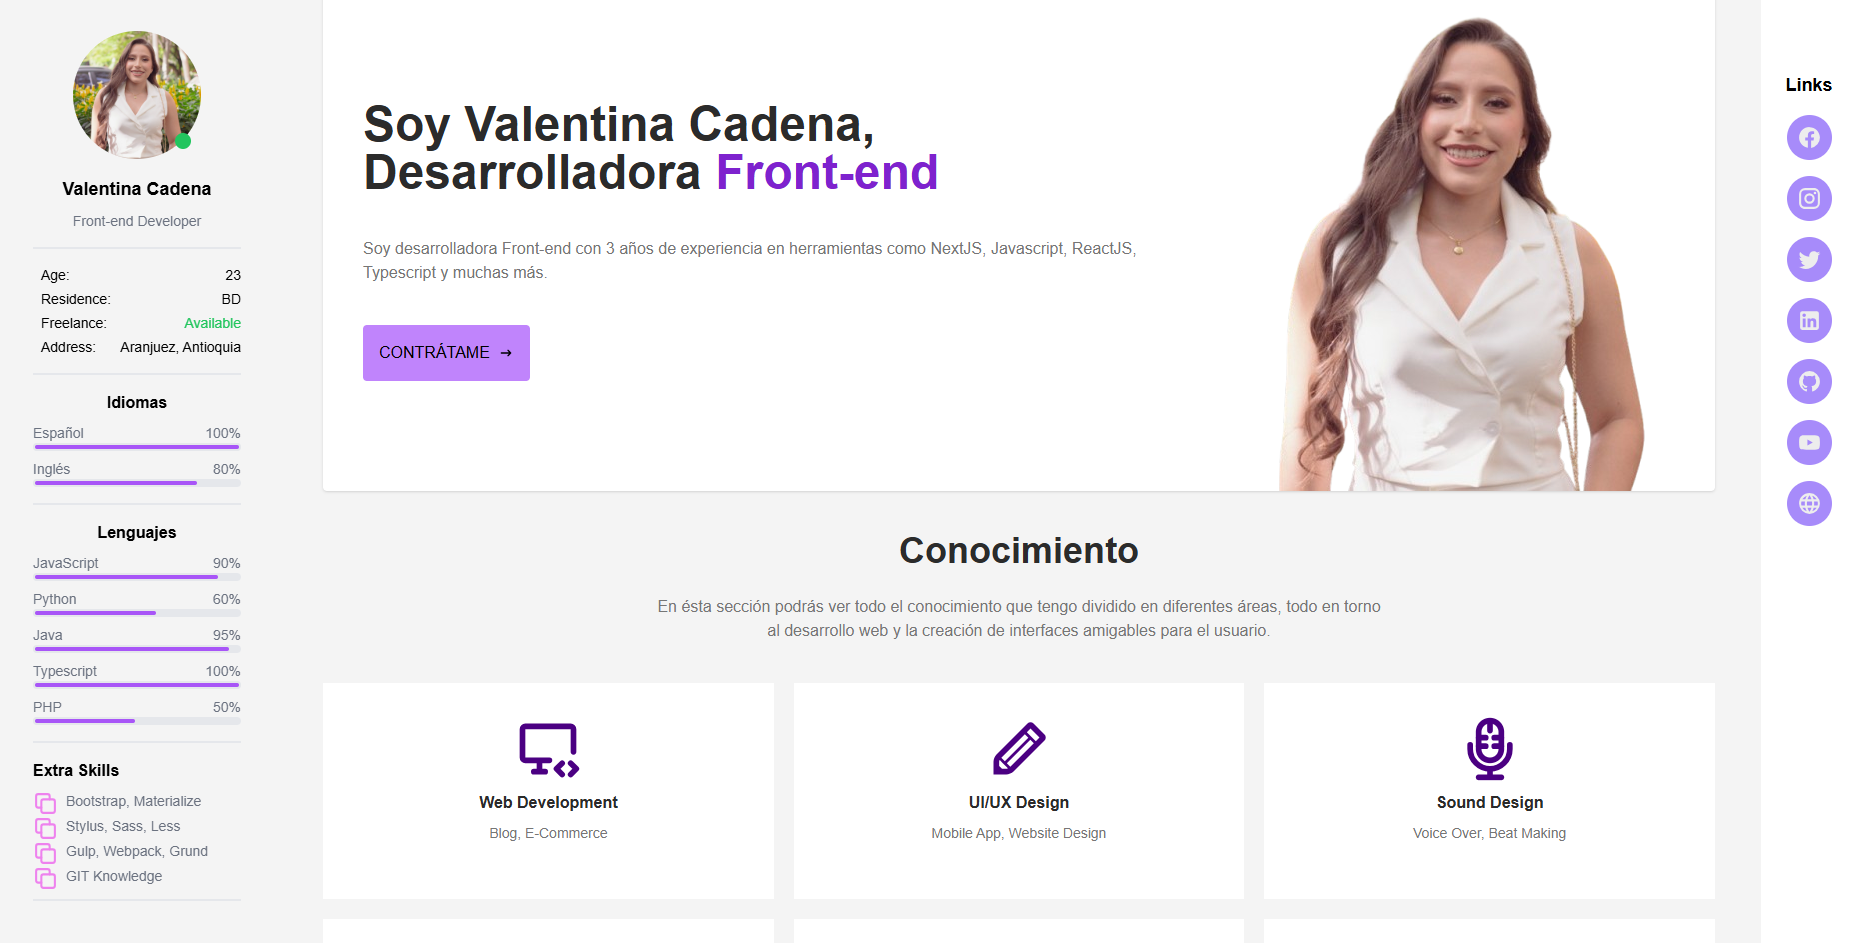 Valentina Cadena
Front-end Developer
Age: 23
Residence: BD
Freelance: Available
Address: Aranjuez, Antioquia
Idiomas
Español 100%
Inglés 80%
Lenguajes
JavaScript 90%
Python 60%
Java 95%
Typescript 100%
PHP 50%
Extra Skills
Bootstrap, Materialize
Stylus, Sass, Less
Gulp, Webpack, Grund
GIT Knowledge
Soy Valentina Cadena,
Desarrolladora Front-end
Soy desarrolladora Front-end con 3 años de experiencia en herramientas como NextJS, Javascript, ReactJS,
Typescript y muchas más.
CONTRÁTAME →
Conocimiento
En ésta sección podrás ver todo el conocimiento que tengo dividido en diferentes áreas, todo en torno
al desarrollo web y la creación de interfaces amigables para el usuario.
Web Development
Blog, E-Commerce
UI/UX Design
Mobile App, Website Design
Sound Design
Voice Over, Beat Making
Links